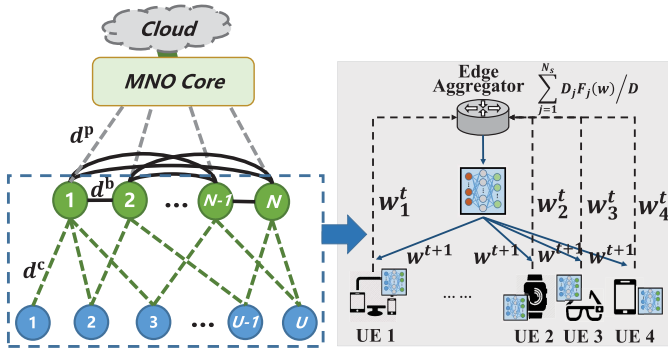 Cloud
MNO Core
d^p
d^b
1 2 ... N-1 N
d^c
1 2 3 ... U-1 U
Edge
Aggregator
\sum_{j=1}^{N_s} D_j F_j(w) / D
w_1^t w_2^t w_3^t w_4^t
w^{t+1} w^{t+1} w^{t+1} w^{t+1}
... ...
UE 1 UE 2 UE 3 UE 4